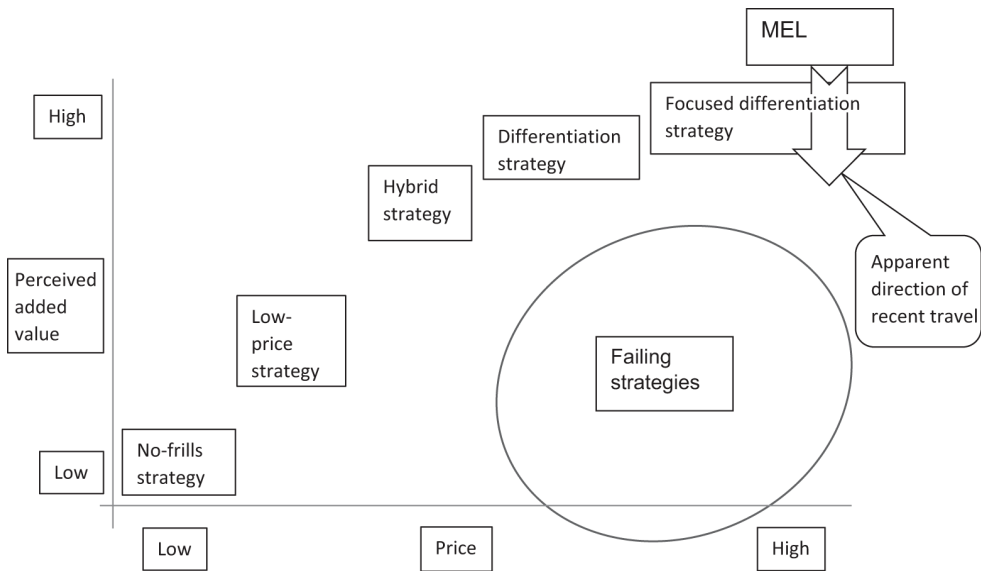 MEL
High
Focused differentiation
strategy
Differentiation
strategy
Hybrid
strategy
Perceived
added
value
Apparent
direction of
recent travel
Low-
price
strategy
Failing
strategies
Low
No-frills
strategy
Low
Price
High